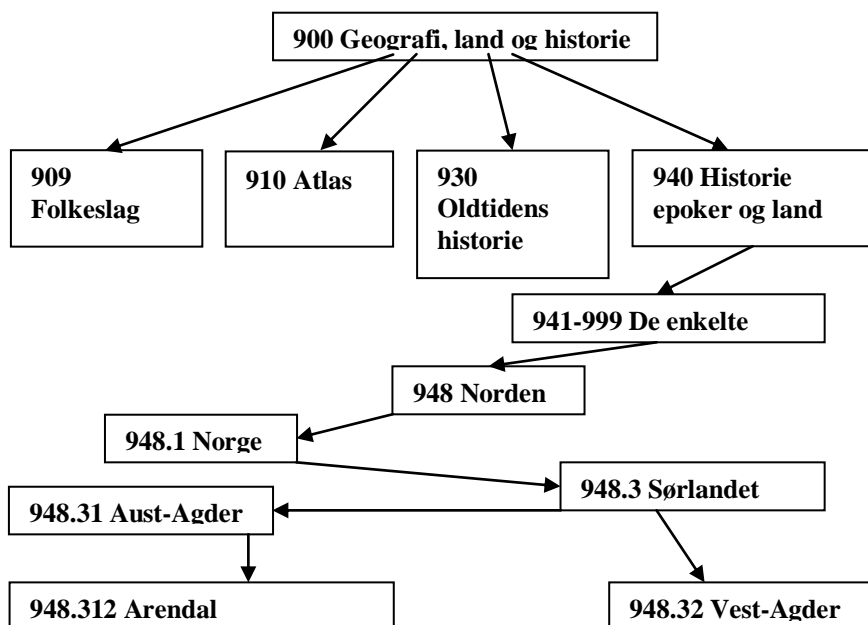 900 Geografi, land og historie
909
Folkeslag
910 Atlas
930
Oldtidens
historie
940 Historie
epoker og land
941-999 De enkelte
948 Norden
948.1 Norge
948.3 Sørlandet
948.31 Aust-Agder
948.312 Arendal
948.32 Vest-Agder